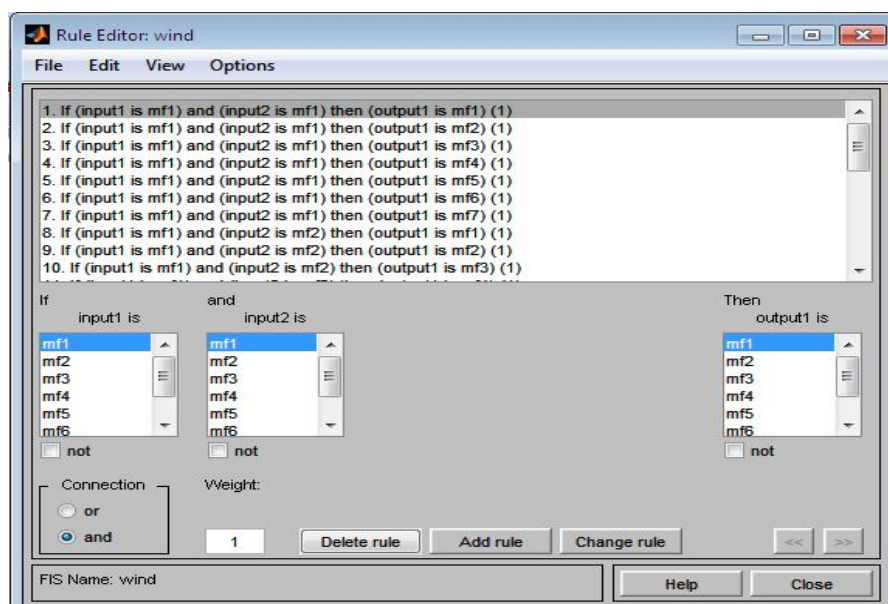 Rule Editor: wind
File Edit View Options
1. If (input1 is mf1) and (input2 is mf1) then (output1 is mf1) (1)
2. If (input1 is mf1) and (input2 is mf1) then (output1 is mf2) (1)
3. If (input1 is mf1) and (input2 is mf1) then (output1 is mf3) (1)
4. If (input1 is mf1) and (input2 is mf1) then (output1 is mf4) (1)
5. If (input1 is mf1) and (input2 is mf1) then (output1 is mf5) (1)
6. If (input1 is mf1) and (input2 is mf1) then (output1 is mf6) (1)
7. If (input1 is mf1) and (input2 is mf1) then (output1 is mf7) (1)
8. If (input1 is mf1) and (input2 is mf2) then (output1 is mf1) (1)
9. If (input1 is mf1) and (input2 is mf2) then (output1 is mf2) (1)
10. If (input1 is mf1) and (input2 is mf2) then (output1 is mf3) (1)
If and Then
input1 is input2 is output1 is
mf1 mf1 mf1
mf2 mf2 mf2
mf3 mf3 mf3
mf4 mf4 mf4
mf5 mf5 mf5
mf6 mf6 mf6
not not
Connection Weight:
or
and 1 Delete rule Add rule Change rule << >>
FIS Name: wind Help Close